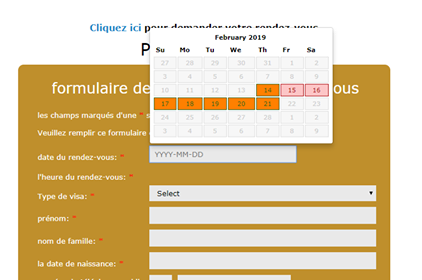 Cliquez ici pour demander votre rendez-vous
P
formulaire de
ous
February 2019
Su Mo Tu We Th Fr Sa
27 28 29 30 31 1 2
3 4 5 6 7 8 9
10 11 12 13 14 15 16
17 18 19 20 21 22 23
24 25 26 27 28 1 2
3 4 5 6 7 8 9
les champs marqués d'une * s
Veuillez remplir ce formulaire
date du rendez-vous: * YYYY-MM-DD
l'heure du rendez-vous: *
Type de visa: * Select
prénom: *
nom de famille: *
la date de naissance: *